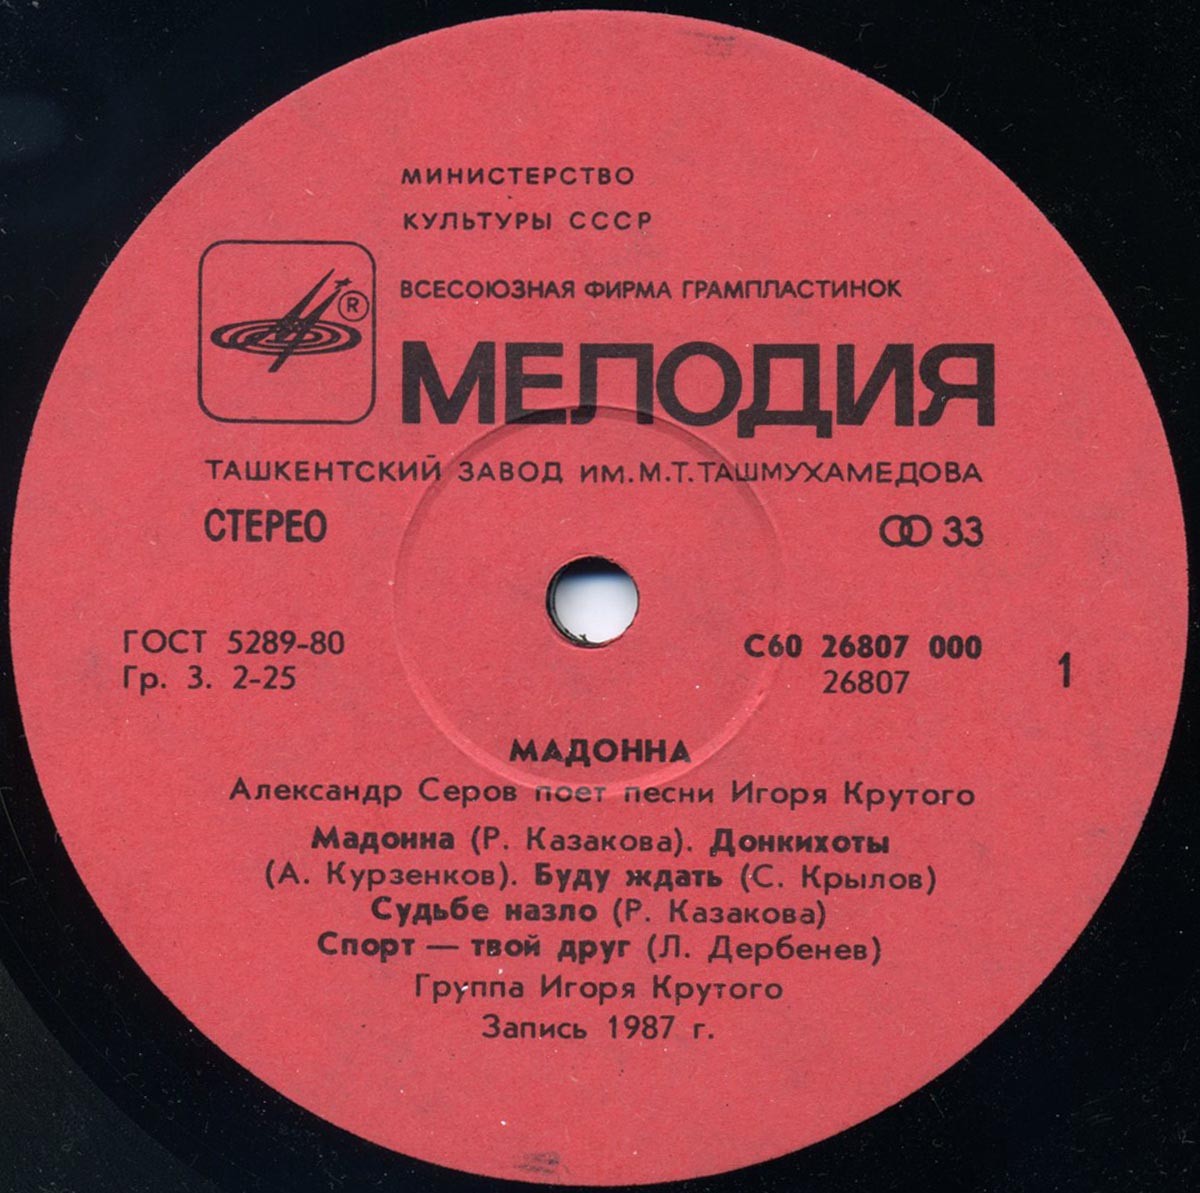 МИНИСТЕРСТВО
КУЛЬТУРЫ СССР
ВСЕСОЮЗНАЯ ФИРМА ГРАМПЛАСТИНОК
®
МЕЛОДИЯ
ТАШКЕНТСКИЙ ЗАВОД ИМ. М.Т. ТАШМУХАМЕДОВА
СТЕРЕО 33
ГОСТ 5289-80 С60 26807 000
Гр. 3. 2-25 26807 1
МАДОННА
Александр Серов поет песни Игоря Крутого
Мадонна (Р. Казакова). Донкихоты
(А. Курзенков). Буду ждать (С. Крылов)
Судьбе назло (Р. Казакова)
Спорт — твой друг (Л. Дербенев)
Группа Игоря Крутого
Запись 1987 г.